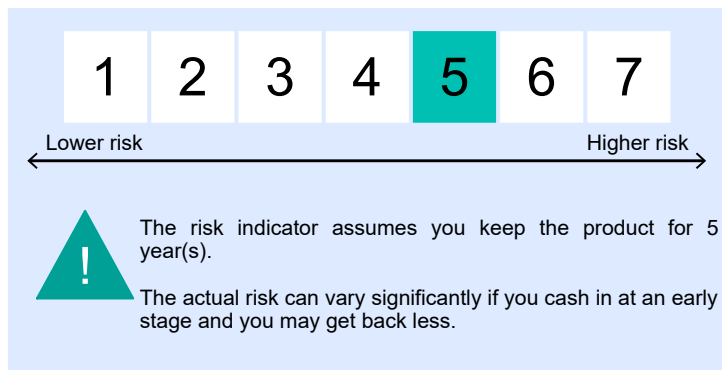 1 2 3 4 5 6 7
Lower risk Higher risk
!
The risk indicator assumes you keep the product for 5
year(s).
The actual risk can vary significantly if you cash in at an early
stage and you may get back less.